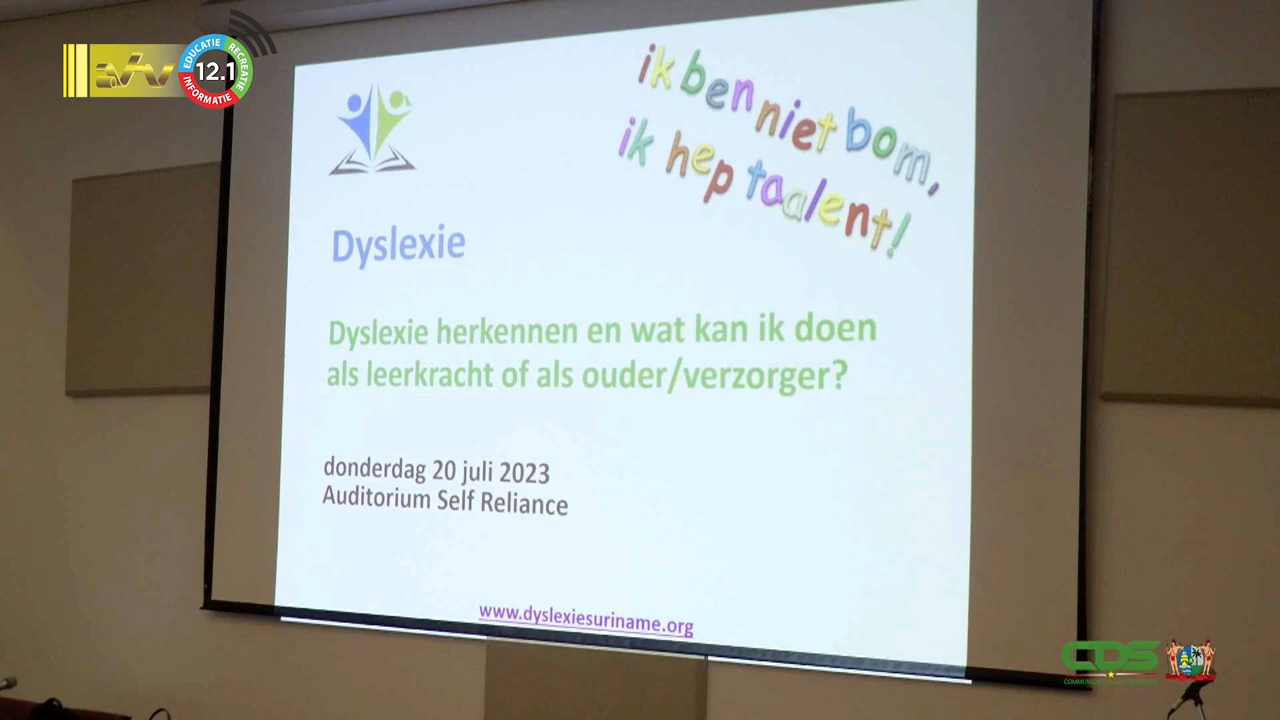 EDUCATIE
RECREATIE
INFORMATIE
12.1
ik ben niet bom,
ik hep taalent!
Dyslexie
Dyslexie herkennen en wat kan ik doen
als leerkracht of als ouder/verzorger?
donderdag 20 juli 2023
Auditorium Self Reliance
www.dyslexiesuriname.org
CDS